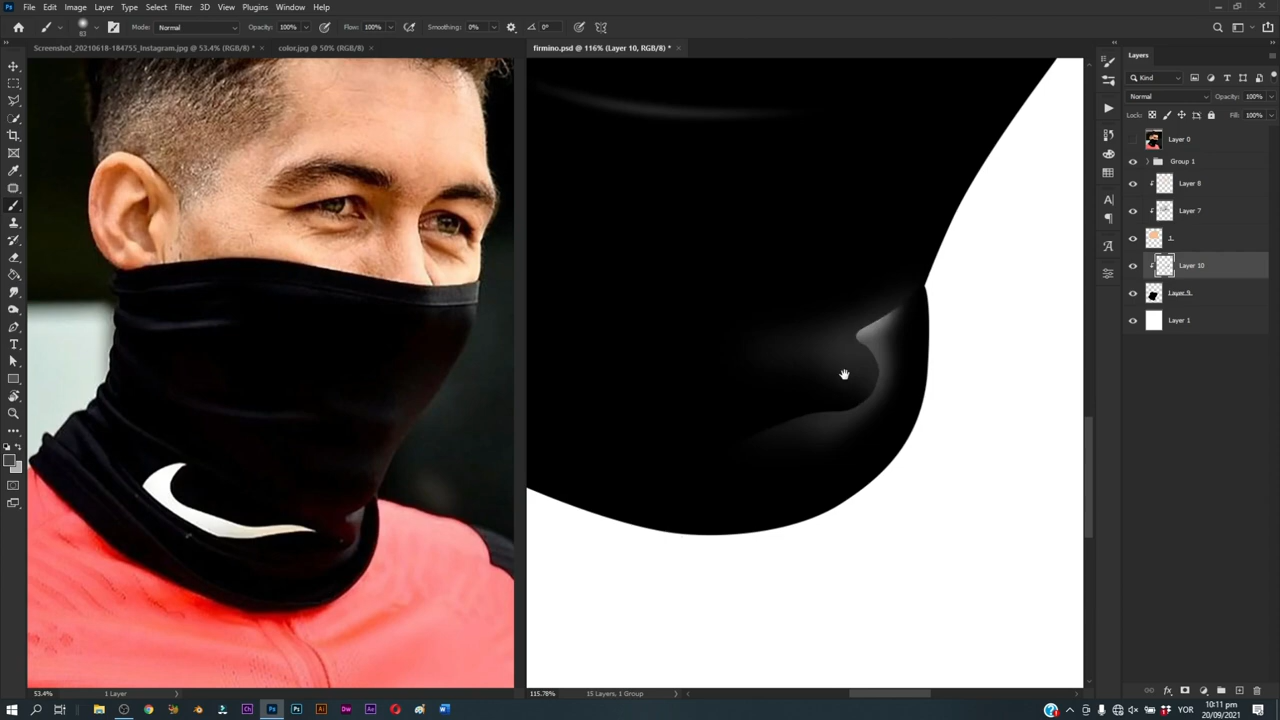 Ps File Edit Image Layer Type Select Filter 3D View Plugins Window Help
Mode: Normal Opacity: 100% Flow: 100% Smoothing: 0% 0°
Screenshot_20210618-184755_Instagram.jpg @ 53.4% (RGB/8) * × color.jpg @ 50% (RGB/8) × firmino.psd @ 116% (Layer 10, RGB/8) * ×
Layers
Kind
Normal Opacity: 100%
Lock: Fill: 100%
Layer 0
Group 1
Layer 8
Layer 7
Layer 10
Layer 9
Layer 1
53.4% 1 Layer 115.78% 15 Layers, 1 Group
10:11 pm
YOR
20/09/2021